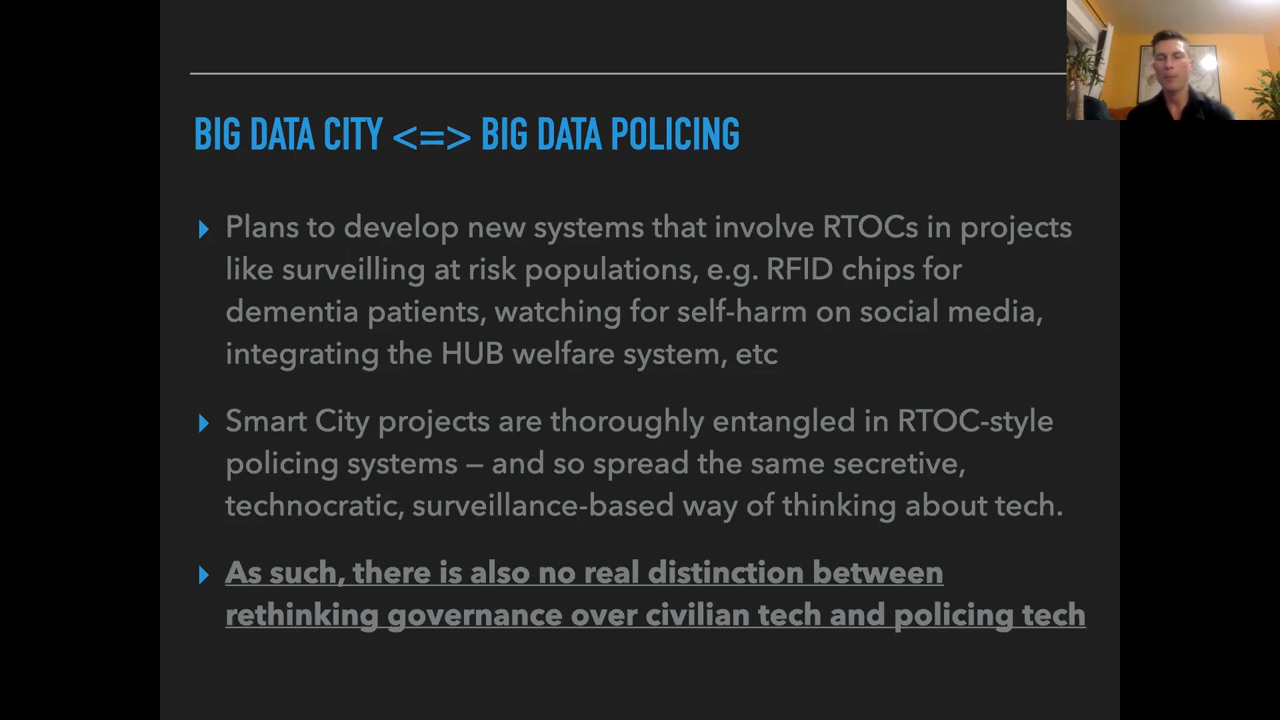 BIG DATA CITY <=> BIG DATA POLICING
Plans to develop new systems that involve RTOCs in projects
like surveilling at risk populations, e.g. RFID chips for
dementia patients, watching for self-harm on social media,
integrating the HUB welfare system, etc
Smart City projects are thoroughly entangled in RTOC-style
policing systems – and so spread the same secretive,
technocratic, surveillance-based way of thinking about tech.
As such, there is also no real distinction between
rethinking governance over civilian tech and policing tech